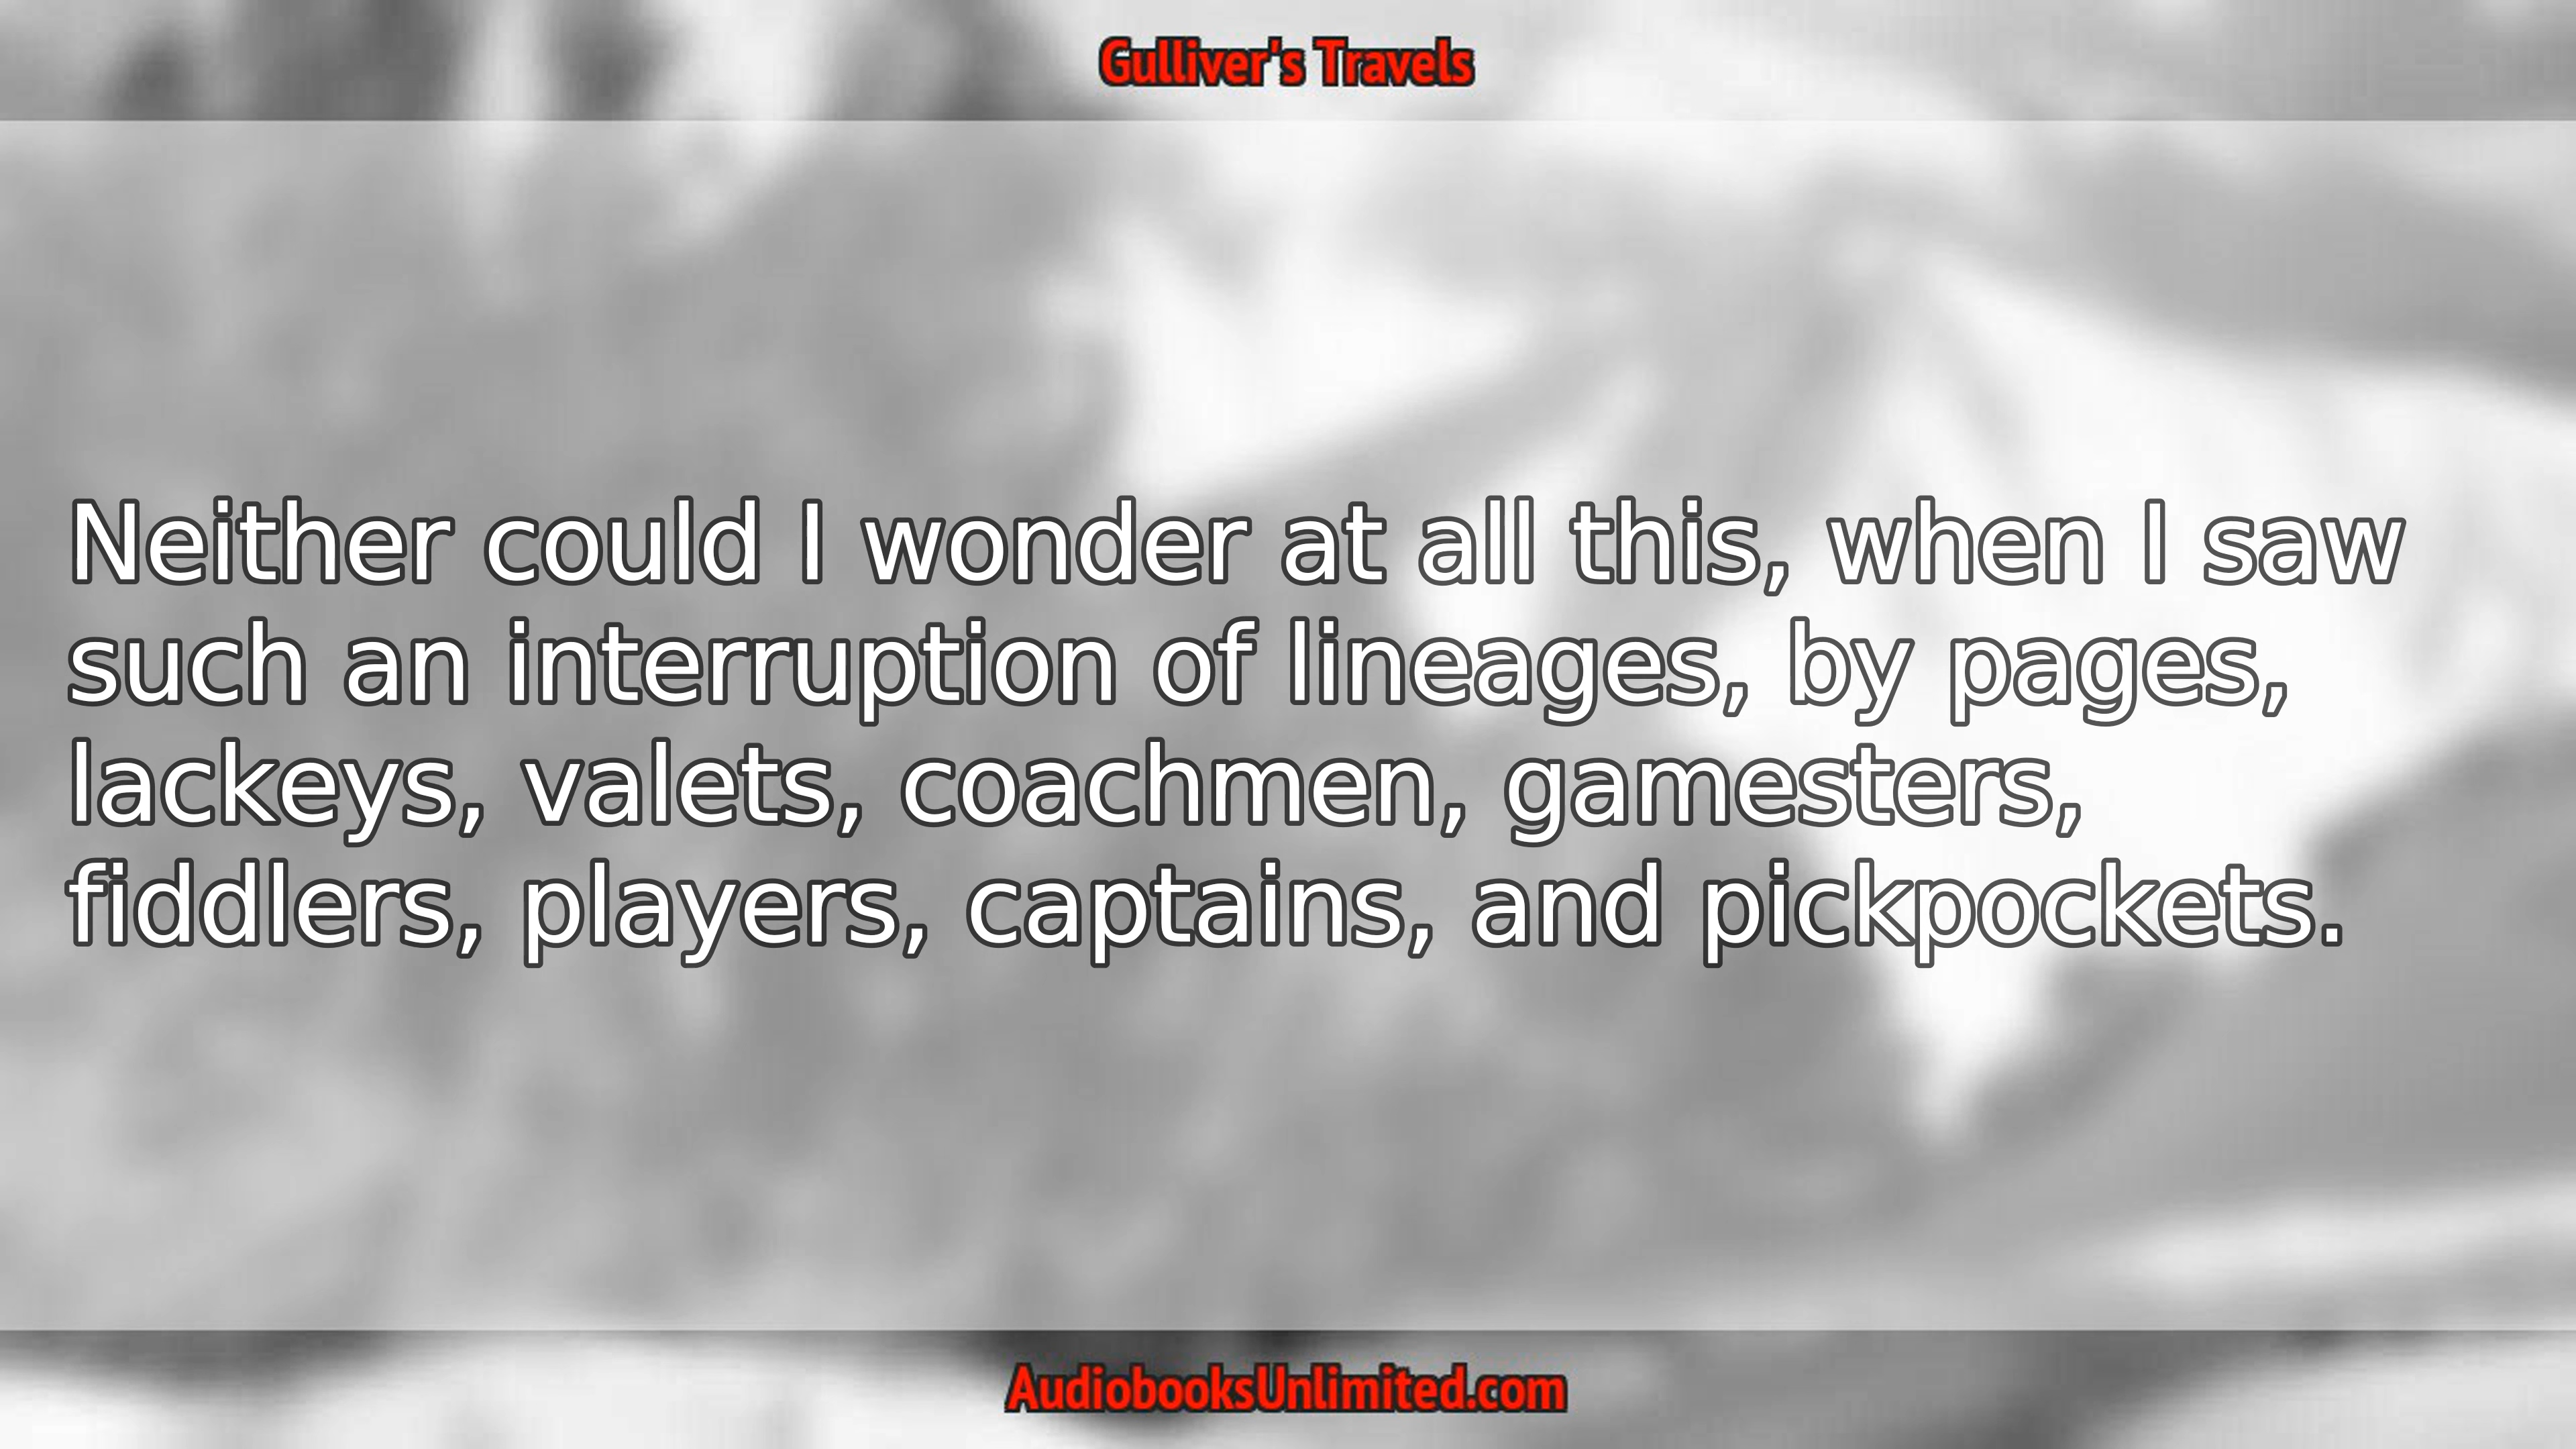 Gulliver's Travels
Neither could I wonder at all this, when I saw
such an interruption of lineages, by pages,
lackeys, valets, coachmen, gamesters,
fiddlers, players, captains, and pickpockets.
AudiobooksUnlimited.com